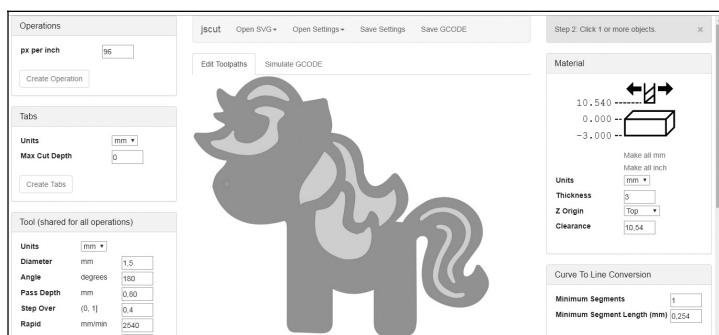 Operations
px per inch 96
Create Operation
Tabs
Units mm
Max Cut Depth 0
Create Tabs
Tool (shared for all operations)
Units mm
Diameter mm 1,5
Angle degrees 180
Pass Depth mm 0,80
Step Over (0, 1] 0,4
Rapid mm/min 2540
jscut Open SVG Open Settings Save Settings Save GCODE
Edit Toolpaths Simulate GCODE
Step 2: Click 1 or more objects. ×
Material
10.540
0.000
-3.000
Make all mm
Make all inch
Units mm
Thickness 3
Z Origin Top
Clearance 10,54
Curve To Line Conversion
Minimum Segments 1
Minimum Segment Length (mm) 0,254